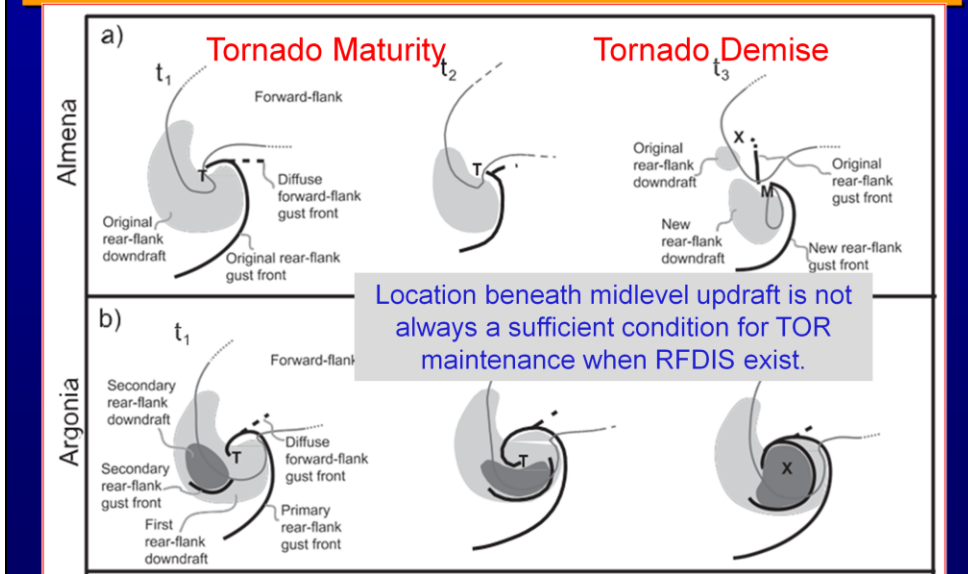 a)
Tornado Maturity
Tornado Demise
t1
t2
t3
Forward-flank
Almena
T
T
X
M
Original
rear-flank
downdraft
Diffuse
forward-flank
gust front
Original
rear-flank
gust front
Original
rear-flank
downdraft
Original rear-flank
gust front
New
rear-flank
downdraft
New rear-flank
gust front
Location beneath midlevel updraft is not
always a sufficient condition for TOR
maintenance when RFDIS exist.
b)
t1
Forward-flank
Argonia
Secondary
rear-flank
downdraft
T
Diffuse
forward-flank
gust front
T
X
Secondary
rear-flank
gust front
First
rear-flank
downdraft
Primary
rear-flank
gust front